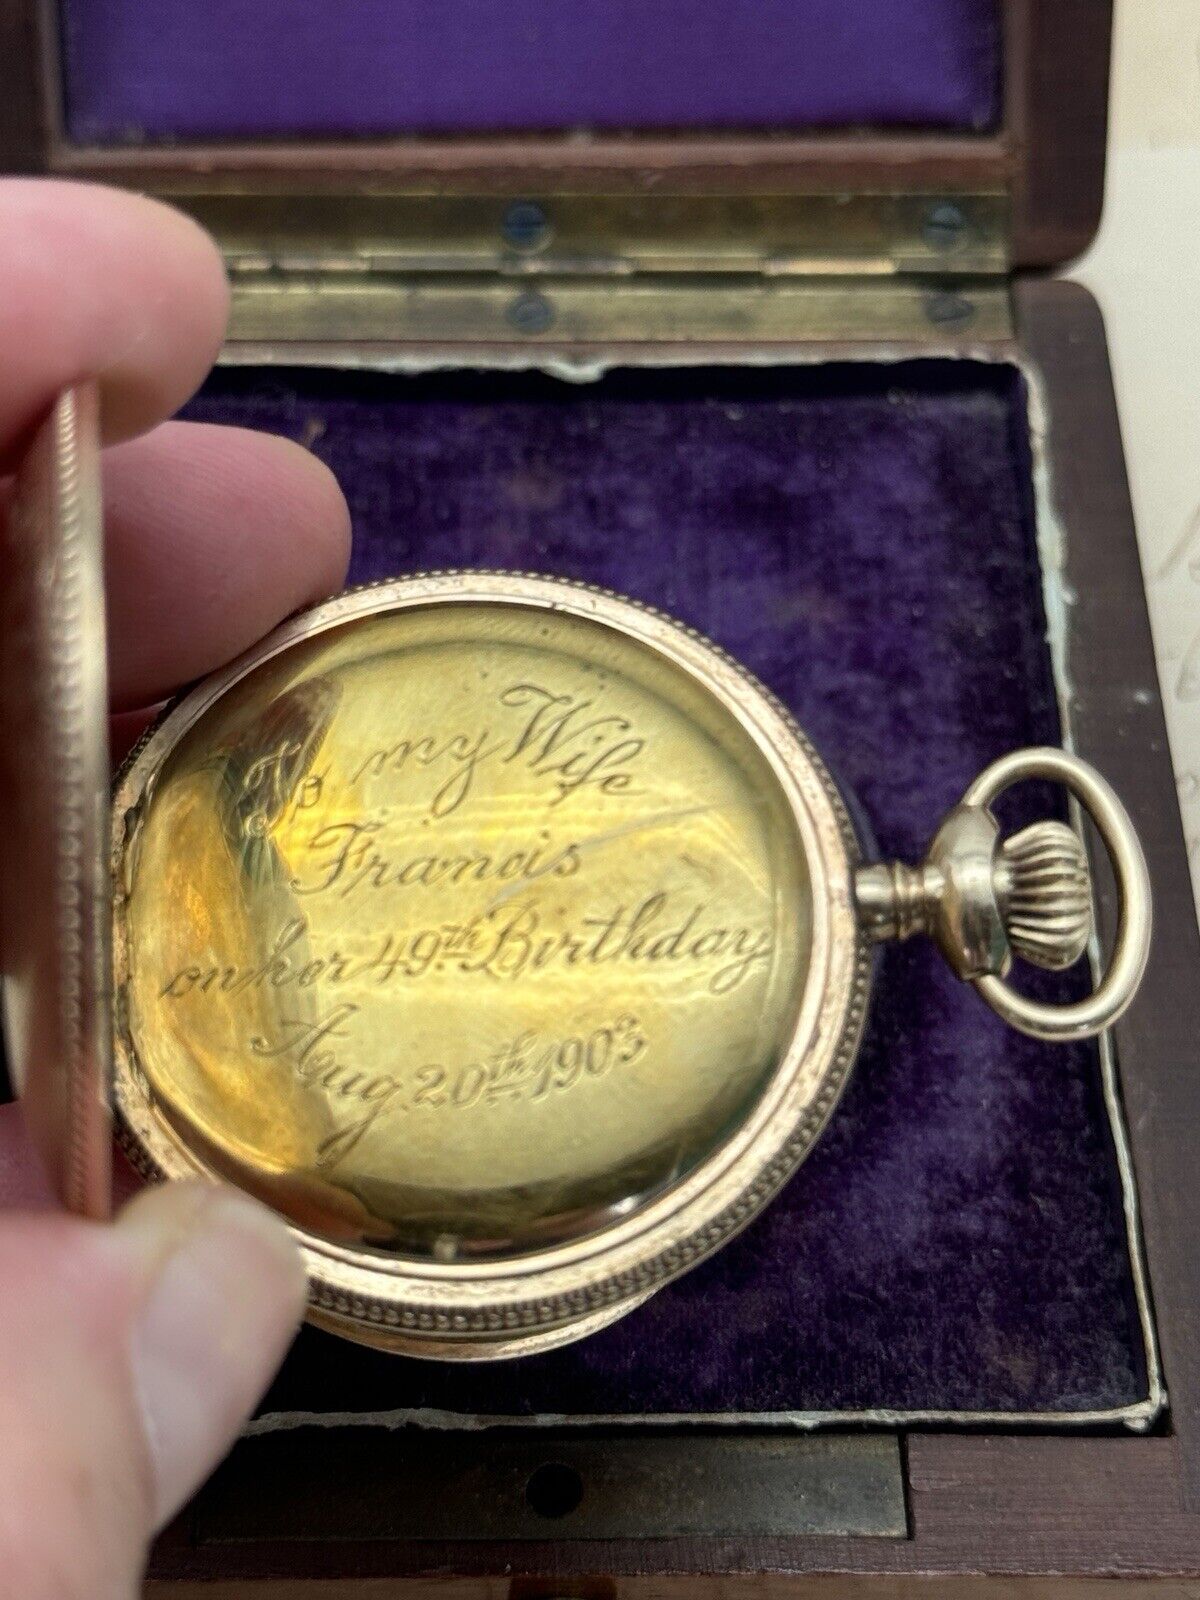 To my Wife
Francis
on her 49th Birthday
Aug. 20th 1903